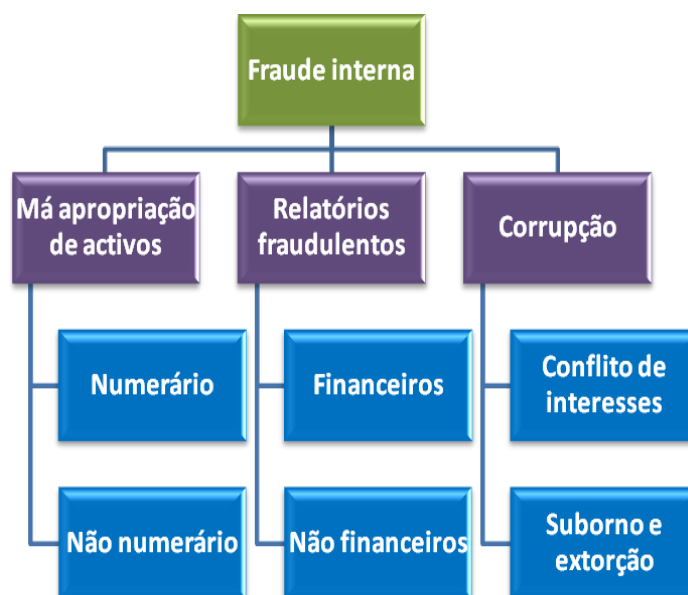 Fraude interna
Má apropriação
de activos
Relatórios
fraudulentos
Corrupção
Numerário
Financeiros
Conflito de
interesses
Não numerário
Não financeiros
Suborno e
extorção